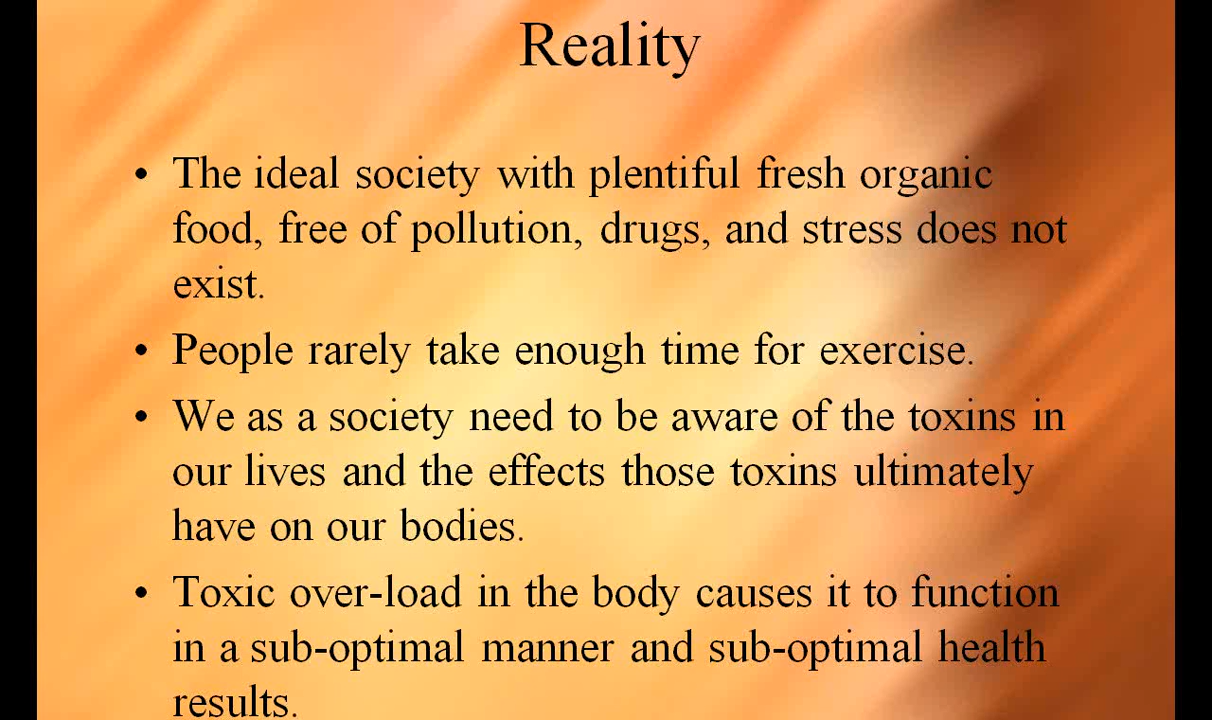 Reality
• The ideal society with plentiful fresh organic
food, free of pollution, drugs, and stress does not
exist.
• People rarely take enough time for exercise.
• We as a society need to be aware of the toxins in
our lives and the effects those toxins ultimately
have on our bodies.
• Toxic over-load in the body causes it to function
in a sub-optimal manner and sub-optimal health
results.